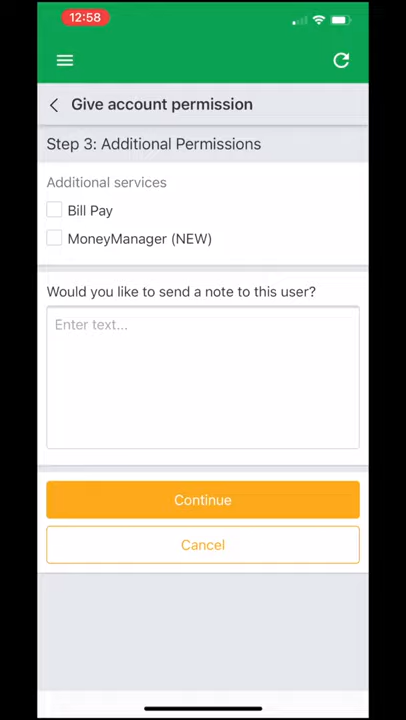 12:58
Give account permission
Step 3: Additional Permissions
Additional services
Bill Pay
MoneyManager (NEW)
Would you like to send a note to this user?
Enter text...
Continue
Cancel